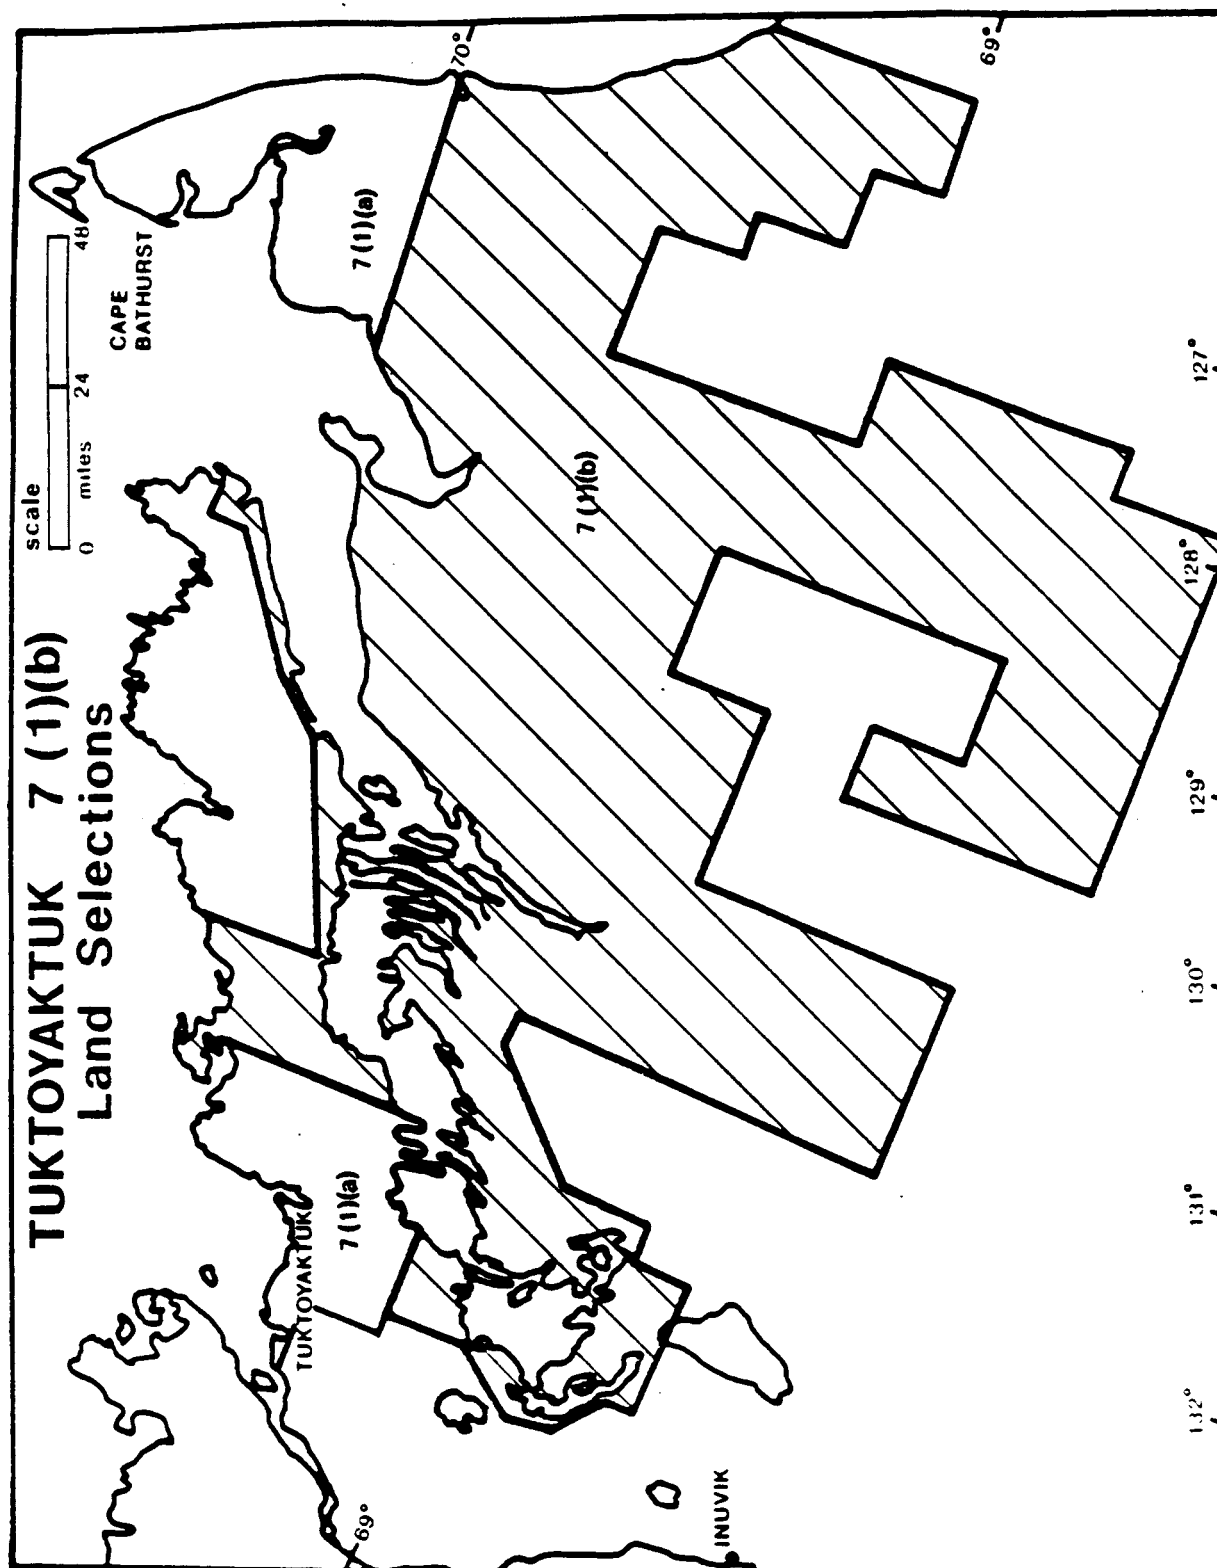 TUKTOYAKTUK 7 (1)(b)
Land Selections
scale
0 24 48
miles
CAPE
BATHURST
70°
69°
7(1)(a)
7(1)(b)
7(1)(a)
TUKTOYAKTUK
69°
INUVIK
132°
131°
130°
129°
128°
127°